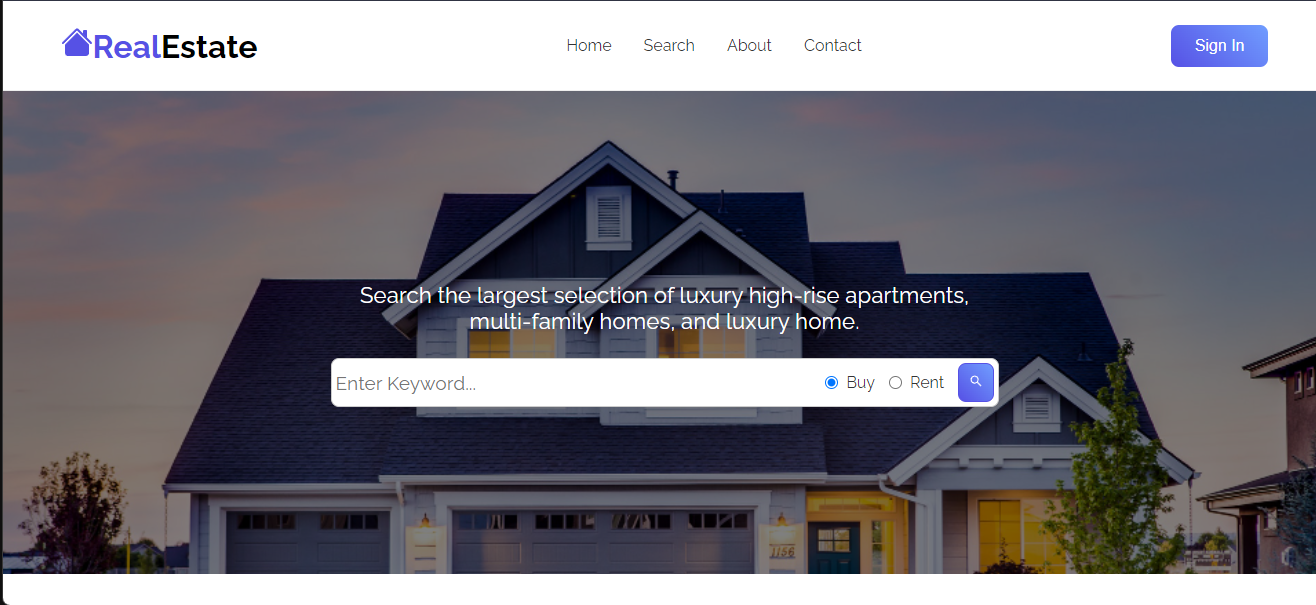 RealEstate
Home Search About Contact
Sign In
Search the largest selection of luxury high-rise apartments,
multi-family homes, and luxury home.
Enter Keyword... Buy Rent
1156